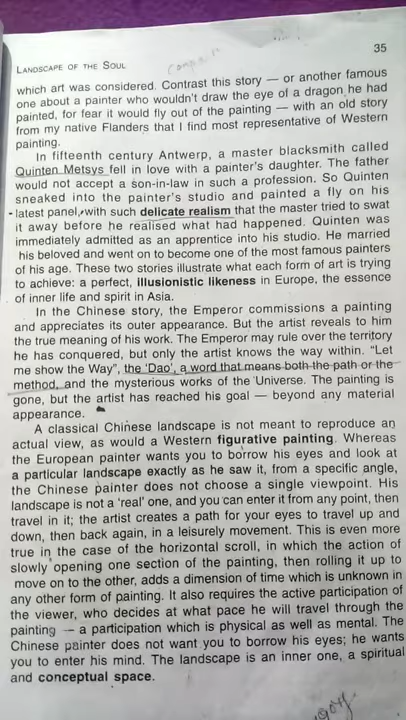 35
LANDSCAPE OF THE SOUL
which art was considered. Contrast this story — or another famous
one about a painter who wouldn't draw the eye of a dragon he had
painted, for fear it would fly out of the painting — with an old story
from my native Flanders that I find most representative of Western
painting.
In fifteenth century Antwerp, a master blacksmith called
Quinten Metsys fell in love with a painter's daughter. The father
would not accept a son-in-law in such a profession. So Quinten
sneaked into the painter's studio and painted a fly on his
latest panel, with such delicate realism that the master tried to swat
it away before he realised what had happened. Quinten was
immediately admitted as an apprentice into his studio. He married
his beloved and went on to become one of the most famous painters
of his age. These two stories illustrate what each form of art is trying
to achieve: a perfect, illusionistic likeness in Europe, the essence
of inner life and spirit in Asia.
In the Chinese story, the Emperor commissions a painting
and appreciates its outer appearance. But the artist reveals to him
the true meaning of his work. The Emperor may rule over the territory
he has conquered, but only the artist knows the way within. "Let
me show the Way", the 'Dao', a word that means both the path or the
method, and the mysterious works of the Universe. The painting is
gone, but the artist has reached his goal — beyond any material
appearance.
A classical Chinese landscape is not meant to reproduce an
actual view, as would a Western figurative painting. Whereas
the European painter wants you to borrow his eyes and look at
a particular landscape exactly as he saw it, from a specific angle,
the Chinese painter does not choose a single viewpoint. His
landscape is not a 'real' one, and you can enter it from any point, then
travel in it; the artist creates a path for your eyes to travel up and
down, then back again, in a leisurely movement. This is even more
true in the case of the horizontal scroll, in which the action of
slowly opening one section of the painting, then rolling it up to
move on to the other, adds a dimension of time which is unknown in
any other form of painting. It also requires the active participation of
the viewer, who decides at what pace he will travel through the
painting — a participation which is physical as well as mental. The
Chinese painter does not want you to borrow his eyes; he wants
you to enter his mind. The landscape is an inner one, a spiritual
and conceptual space.